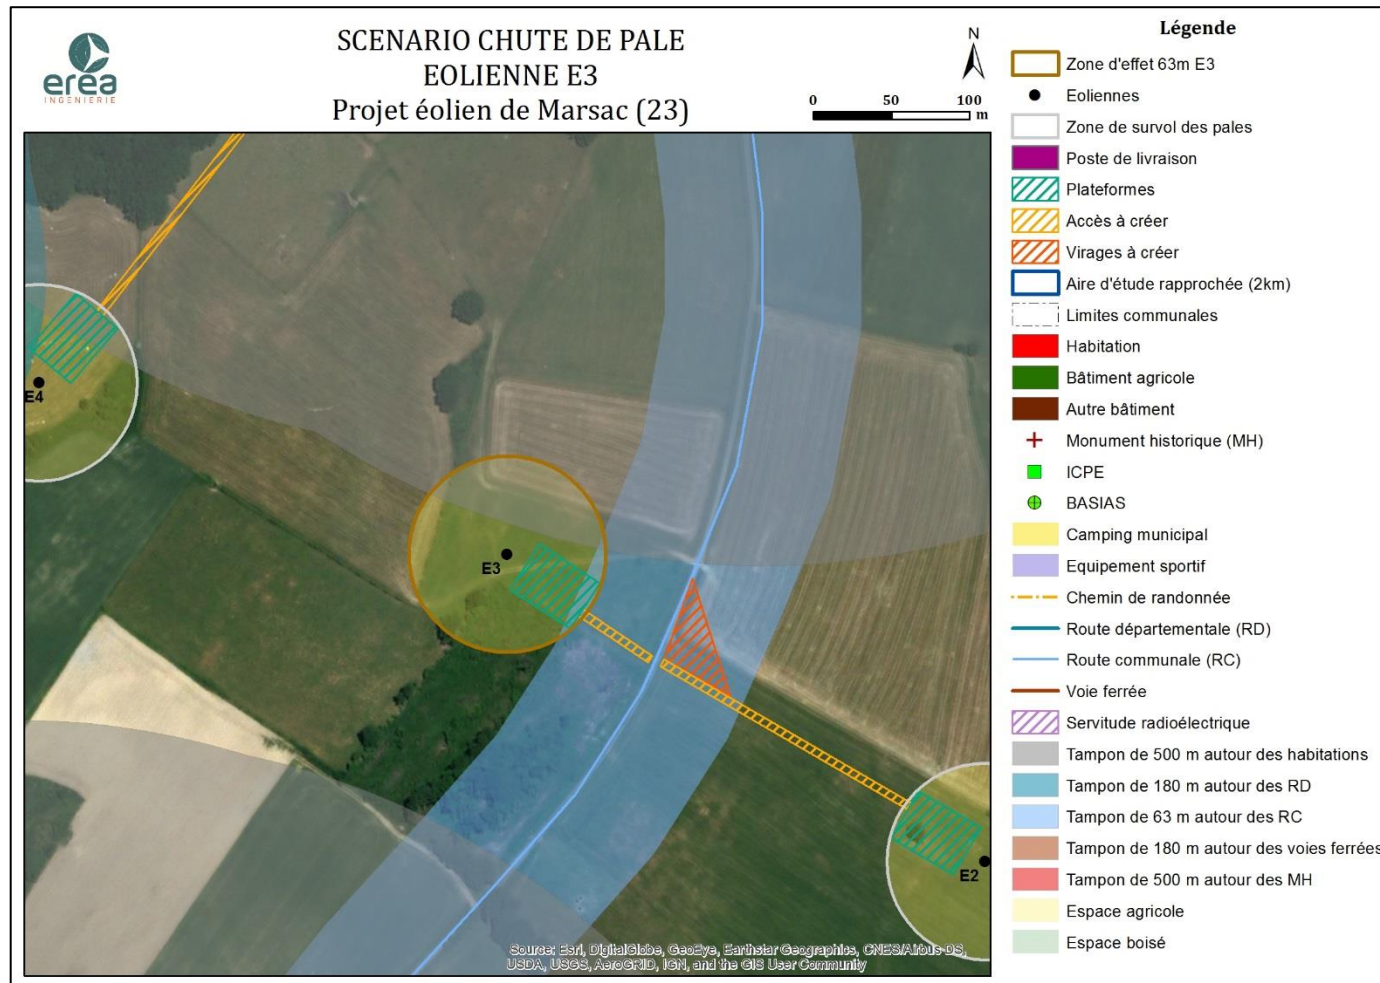 erea
INGENIERIE
SCENARIO CHUTE DE PALE
EOLIENNE E3
Projet éolien de Marsac (23)
N
0 50 100
m
E4
E3
E2
Source: Esri, DigitalGlobe, GeoEye, Earthstar Geographics, CNES/Airbus DS,
USDA, USGS, AeroGRID, IGN, and the GIS User Community
Légende
Zone d'effet 63m E3
Eoliennes
Zone de survol des pales
Poste de livraison
Plateformes
Accès à créer
Virages à créer
Aire d'étude rapprochée (2km)
Limites communales
Habitation
Bâtiment agricole
Autre bâtiment
Monument historique (MH)
ICPE
BASIAS
Camping municipal
Equipement sportif
Chemin de randonnée
Route départementale (RD)
Route communale (RC)
Voie ferrée
Servitude radioélectrique
Tampon de 500 m autour des habitations
Tampon de 180 m autour des RD
Tampon de 63 m autour des RC
Tampon de 180 m autour des voies ferrées
Tampon de 500 m autour des MH
Espace agricole
Espace boisé